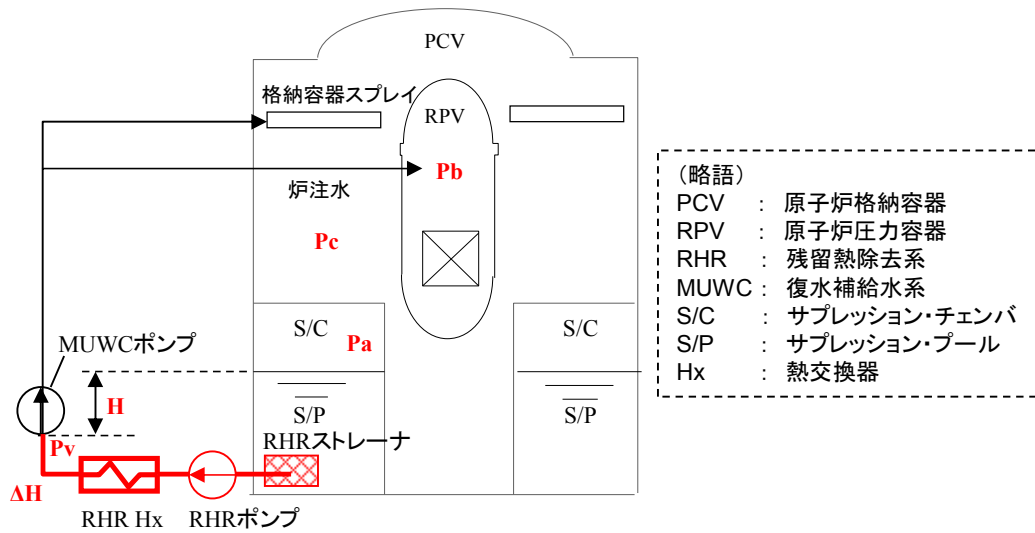 PCV
格納容器スプレイ
RPV
Pb
炉注水
Pc
S/C
Pa
S/C
MUWCポンプ
H
S/P
S/P
Pv
RHRストレーナ
ΔH
RHR Hx
RHRポンプ
（略語）
PCV : 原子炉格納容器
RPV : 原子炉圧力容器
RHR : 残留熱除去系
MUWC : 復水補給水系
S/C : サプレッション・チェンバ
S/P : サプレッション・プール
Hx : 熱交換器